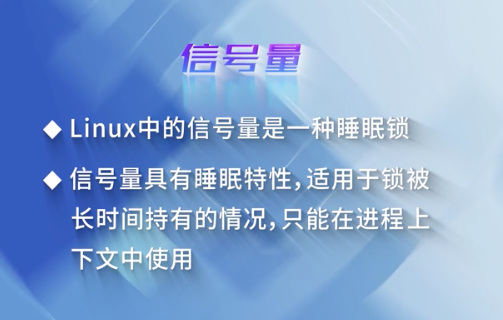 信号量
◆ Linux中的信号量是一种睡眠锁
◆ 信号量具有睡眠特性,适用于锁被
长时间持有的情况,只能在进程上
下文中使用